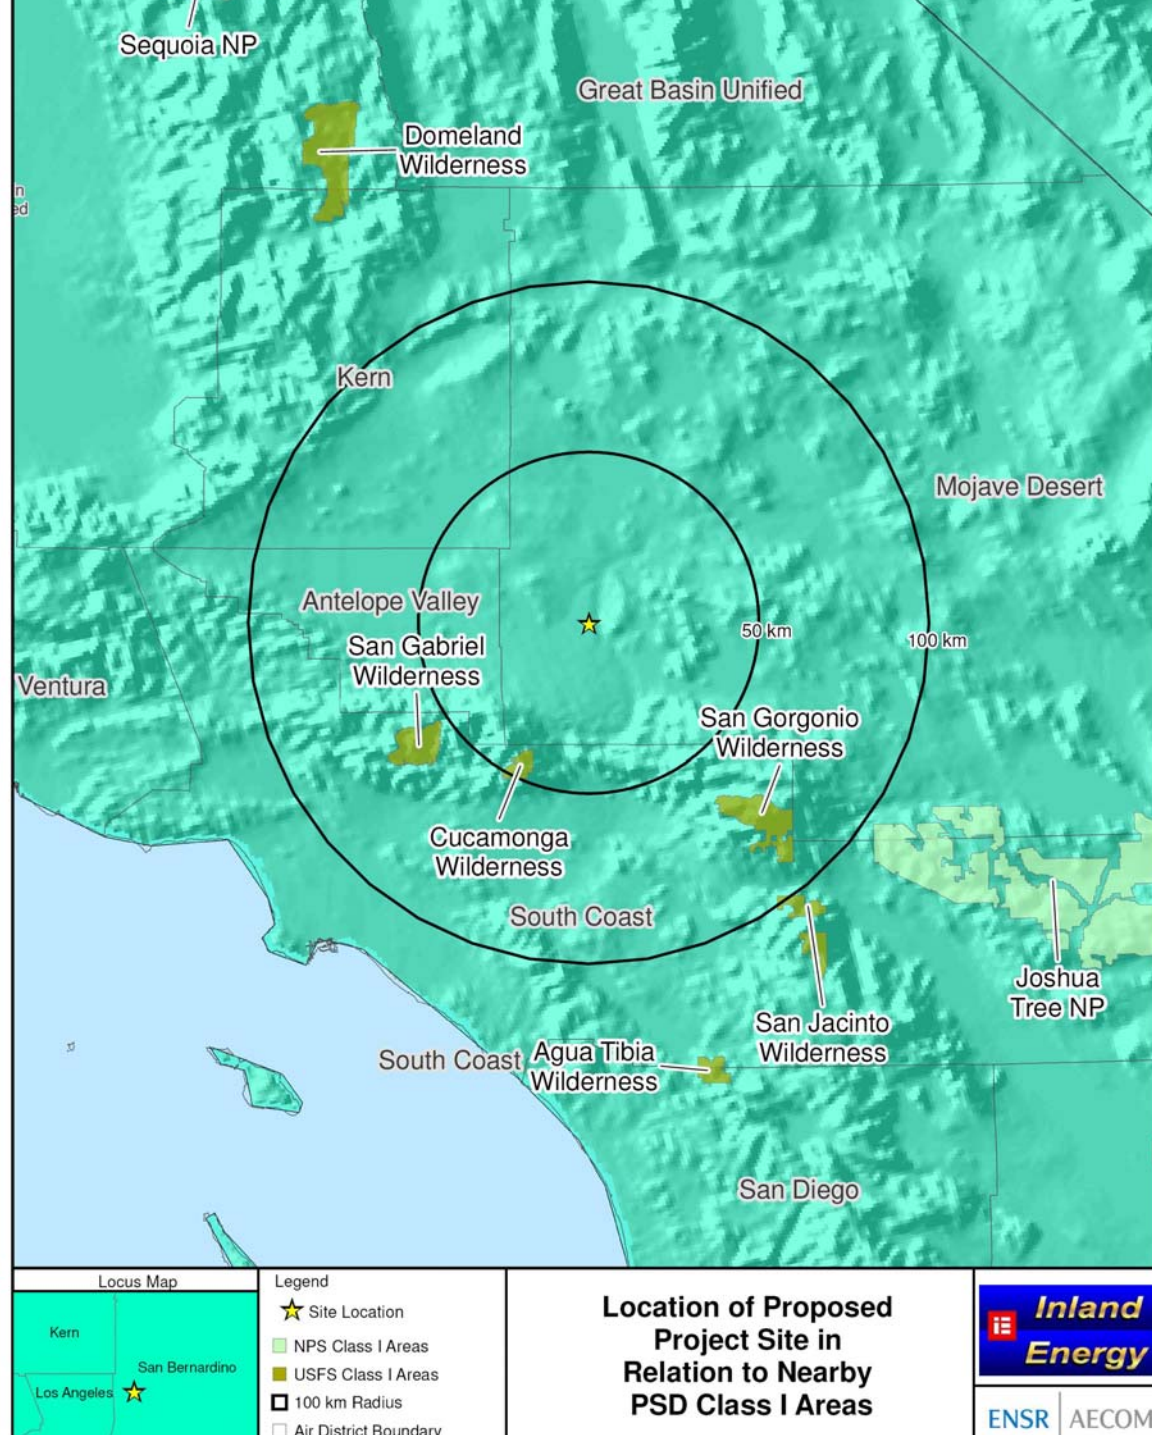 Sequoia NP
Great Basin Unified
Domeland
Wilderness
n
ed
Kern
Mojave Desert
Antelope Valley
San Gabriel
Wilderness
50 km
100 km
Ventura
San Gorgonio
Wilderness
Cucamonga
Wilderness
South Coast
Joshua
Tree NP
San Jacinto
Wilderness
South Coast
Agua Tibia
Wilderness
San Diego
Locus Map
Kern
San Bernardino
Los Angeles
Legend
Site Location
NPS Class I Areas
USFS Class I Areas
100 km Radius
Air District Boundary
Location of Proposed
Project Site in
Relation to Nearby
PSD Class I Areas
iE
Inland
Energy
ENSR AECOM